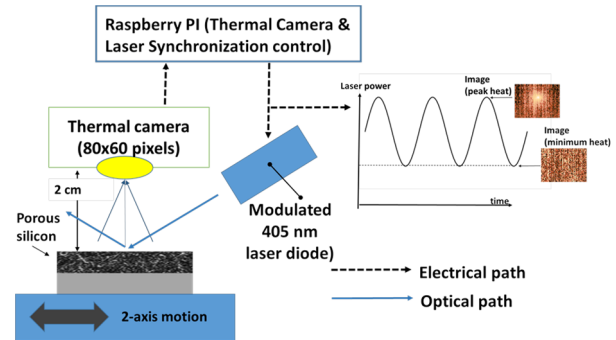 Raspberry PI (Thermal Camera &
Laser Synchronization control)
Laser power
Image
(peak heat)
Image
(minimum heat)
time
Thermal camera
(80x60 pixels)
2 cm
Modulated
405 nm
laser diode)
Porous
silicon
2-axis motion
Electrical path
Optical path